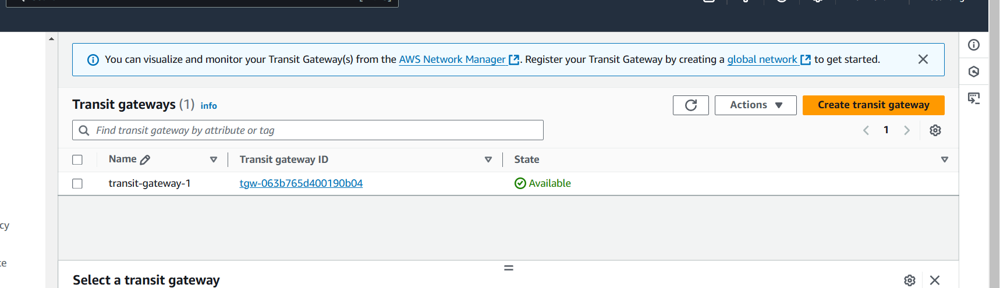 You can visualize and monitor your Transit Gateway(s) from the AWS Network Manager. Register your Transit Gateway by creating a global network to get started.
Transit gateways (1) info
Actions
Create transit gateway
Find transit gateway by attribute or tag
1
Name Transit gateway ID State
transit-gateway-1 tgw-063b765d400190b04 Available
cy
Select a transit gateway